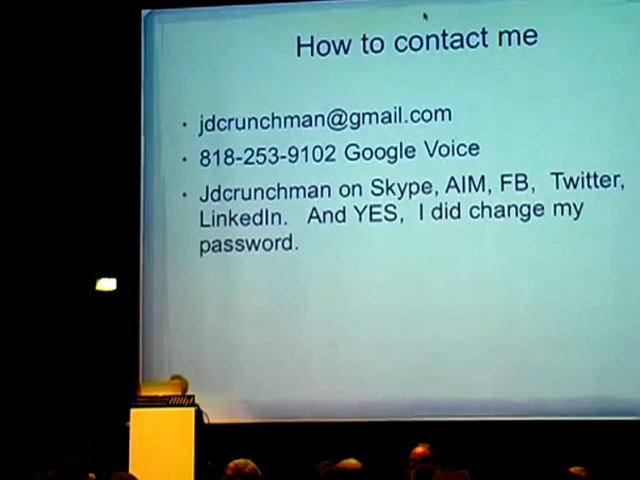 How to contact me
• jdcrunchman@gmail.com
• 818-253-9102 Google Voice
• Jdcrunchman on Skype, AIM, FB, Twitter,
LinkedIn. And YES, I did change my
password.